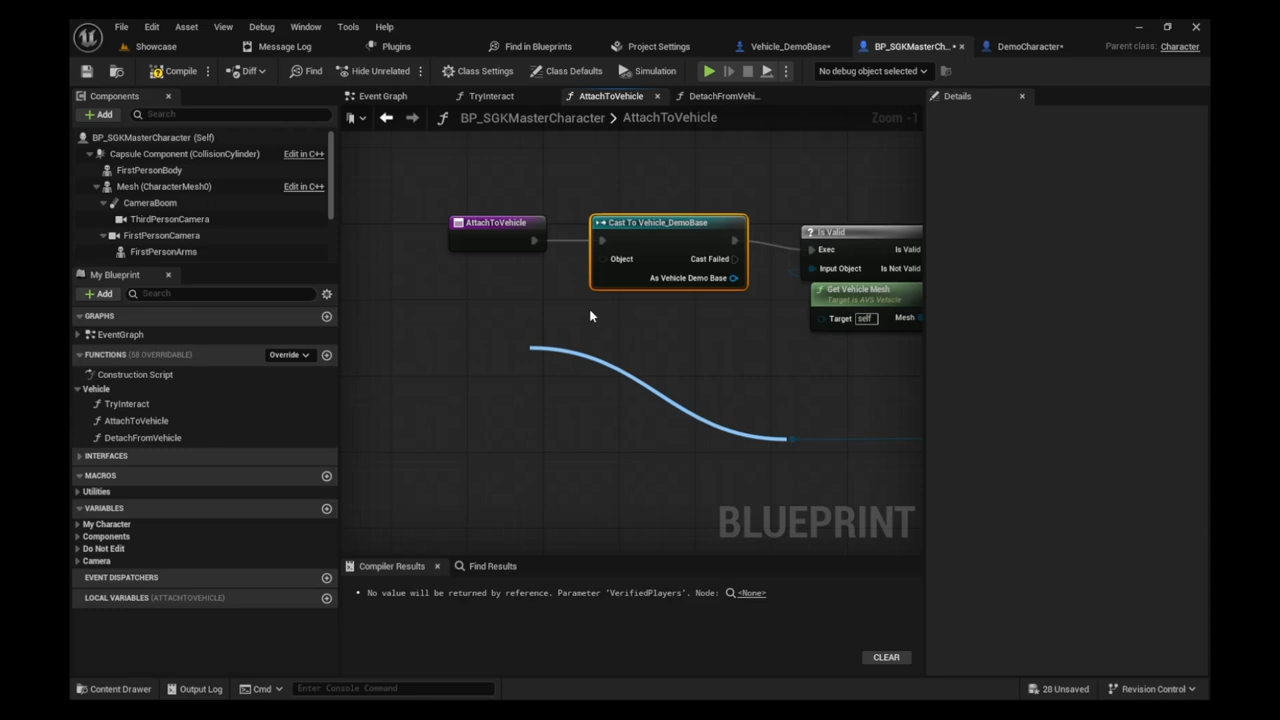 File Edit Asset View Debug Window Tools Help
Showcase Message Log Plugins Find in Blueprints Project Settings Vehicle_DemoBase* BP_SGKMasterCh... • DemoCharacter* Parent class: Character
Compile Diff Find Hide Unrelated Class Settings Class Defaults Simulation No debug object selected
Components
Add Search
BP_SGKMasterCharacter (Self)
Capsule Component (CollisionCylinder) Edit in C++
FirstPersonBody
Mesh (CharacterMesh0) Edit in C++
CameraBoom
ThirdPersonCamera
FirstPersonCamera
FirstPersonArms
My Blueprint
Add Search
GRAPHS
EventGraph
FUNCTIONS (58 OVERRIDABLE) Override
Construction Script
Vehicle
TryInteract
AttachToVehicle
DetachFromVehicle
INTERFACES
MACROS
Utilities
VARIABLES
My Character
Components
Do Not Edit
Camera
EVENT DISPATCHERS
LOCAL VARIABLES (ATTACHTOVEHICLE)
Event Graph TryInteract AttachToVehicle DetachFromVehi...
BP_SGKMasterCharacter > AttachToVehicle Zoom -1
AttachToVehicle
Cast To Vehicle_DemoBase
Object Cast Failed
As Vehicle Demo Base
Is Valid
Exec Is Valid
Input Object Is Not Valid
Get Vehicle Mesh
Target is AVS Vehicle
Target self Mesh
BLUEPRINT
Compiler Results Find Results
• No value will be returned by reference. Parameter 'VerifiedPlayers'. Node: <None>
CLEAR
Details
Content Drawer Output Log Cmd Enter Console Command 28 Unsaved Revision Control